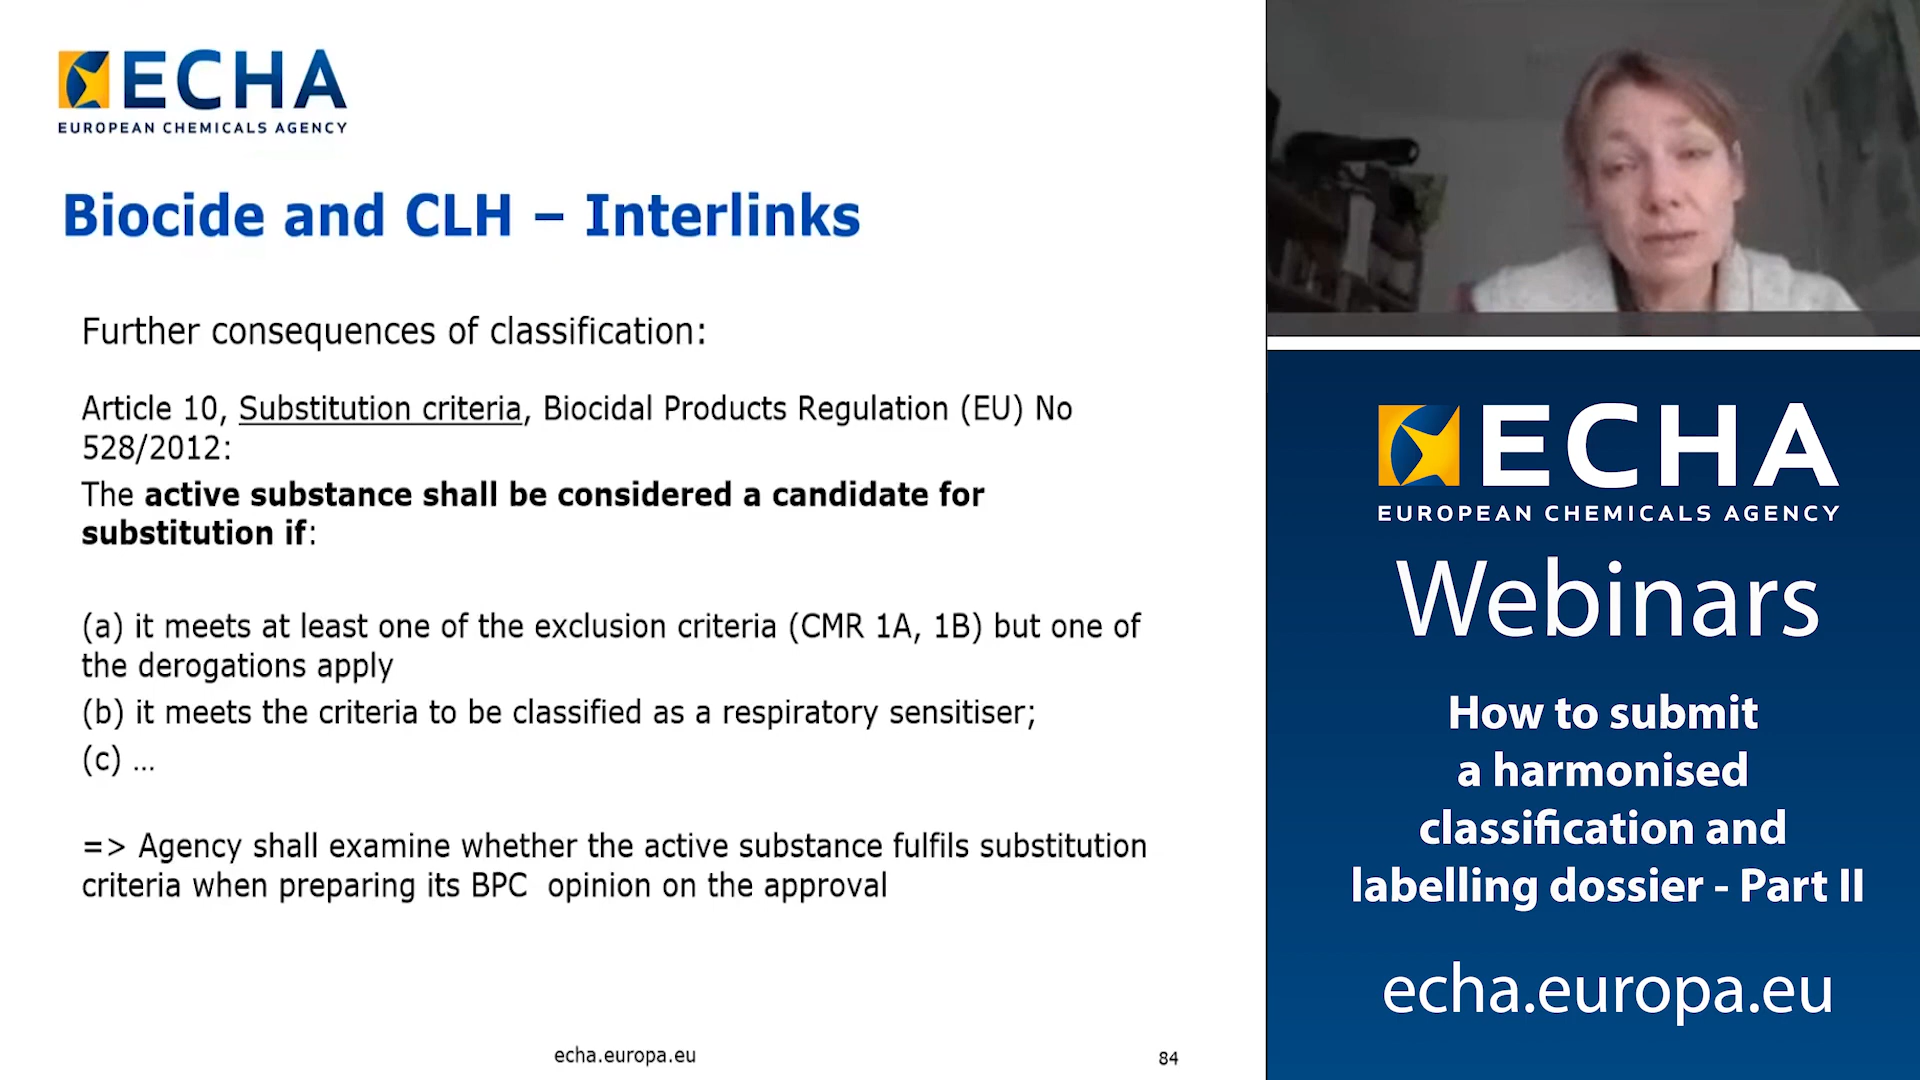 ECHA
EUROPEAN CHEMICALS AGENCY
Biocide and CLH – Interlinks
Further consequences of classification:
Article 10, Substitution criteria, Biocidal Products Regulation (EU) No
528/2012:
The active substance shall be considered a candidate for
substitution if:
(a) it meets at least one of the exclusion criteria (CMR 1A, 1B) but one of
the derogations apply
(b) it meets the criteria to be classified as a respiratory sensitiser;
(c) ...
=> Agency shall examine whether the active substance fulfils substitution
criteria when preparing its BPC  opinion on the approval
echa.europa.eu
84
ECHA
EUROPEAN CHEMICALS AGENCY
Webinars
How to submit
a harmonised
classification and
labelling dossier - Part II
echa.europa.eu